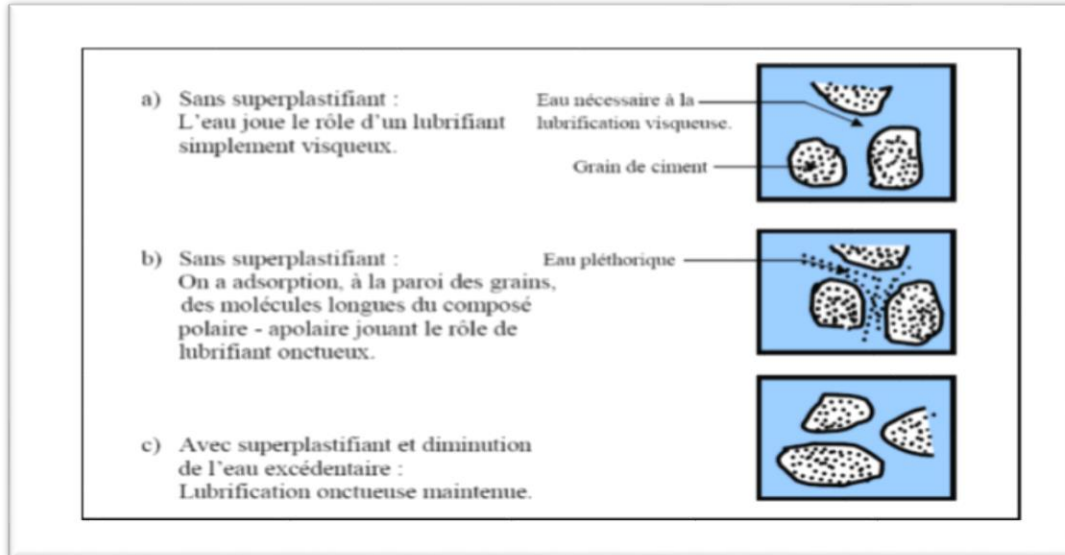 a) Sans superplastifiant :
L'eau joue le rôle d'un lubrifiant
simplement visqueux.
Eau nécessaire à la
lubrification visqueuse.
Grain de ciment
b) Sans superplastifiant :
On a adsorption, à la paroi des grains,
des molécules longues du composé
polaire - apolaire jouant le rôle de
lubrifiant onctueux.
Eau pléthorique
c) Avec superplastifiant et diminution
de l'eau excédentaire :
Lubrification onctueuse maintenue.